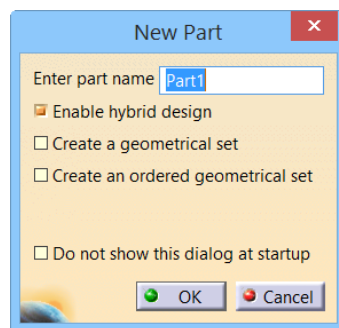 New Part
Enter part name Part1
Enable hybrid design
Create a geometrical set
Create an ordered geometrical set
Do not show this dialog at startup
OK Cancel